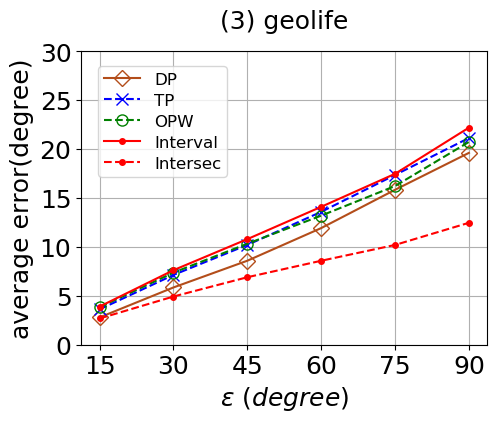 (3) geolife
average error(degree)
30
25
20
15
10
5
0
DP
TP
OPW
Interval
Intersec
15 30 45 60 75 90
ε (degree)